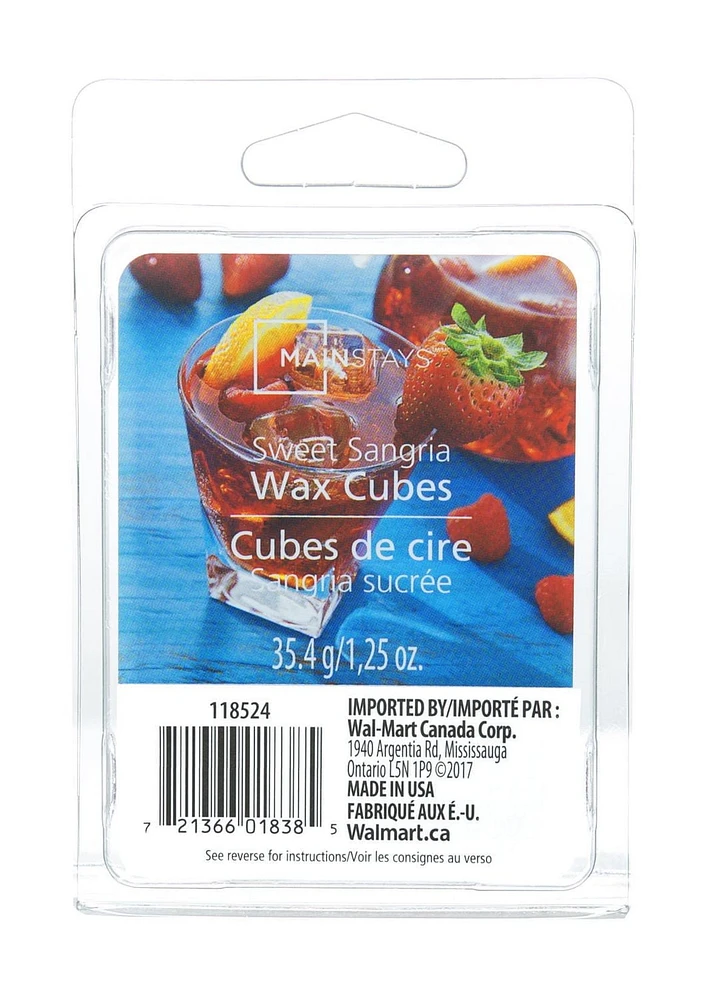 MAINSTAYS™
Sweet Sangria
Wax Cubes
Cubes de cire
Sangria sucrée
35.4 g/1,25 oz.
118524
7 21366 01838 5
IMPORTED BY/IMPORTÉ PAR :
Wal-Mart Canada Corp.
1940 Argentia Rd, Mississauga
Ontario L5N 1P9 ©2017
MADE IN USA
FABRIQUÉ AUX É.-U.
Walmart.ca
See reverse for instructions/Voir les consignes au verso